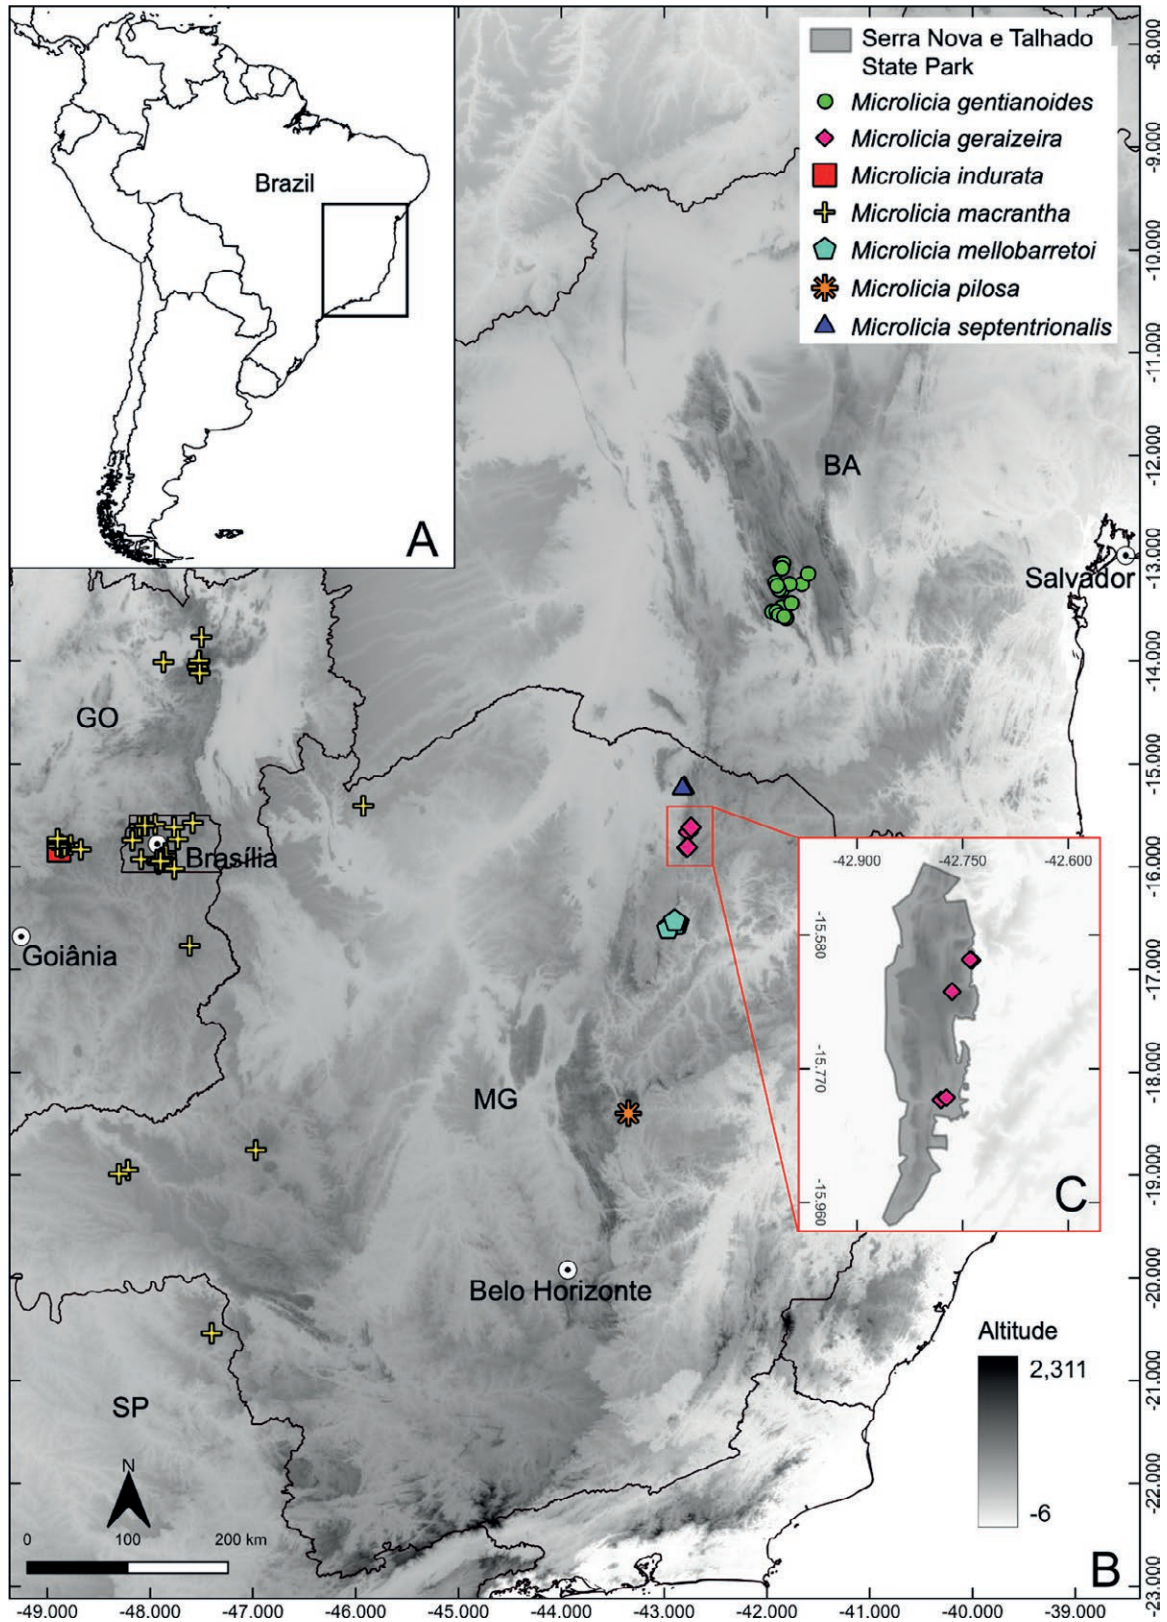 Serra Nova e Talhado
State Park
Microlicia gentianoides
Microlicia geraizeira
Microlicia indurata
Microlicia macrantha
Microlicia mellobarretoi
Microlicia pilosa
Microlicia septentrionalis
Brazil
A
BA
Salvador
GO
Brasília
Goiânia
MG
Belo Horizonte
SP
N
0 100 200 km
-42.900 -42.750 -42.600
-15.580
-15.770
-15.960
C
Altitude
2,311
-6
B
-8.000
-9.000
-10.000
-11.000
-12.000
-13.000
-14.000
-15.000
-16.000
-17.000
-18.000
-19.000
-20.000
-21.000
-22.000
-23.000
-49.000 -48.000 -47.000 -46.000 -45.000 -44.000 -43.000 -42.000 -41.000 -40.000 -39.000